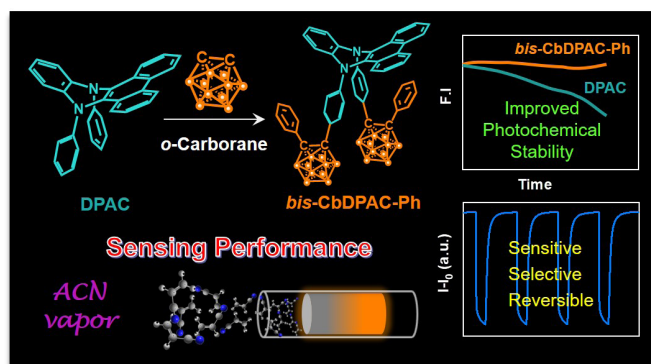 N
N
DPAC
C
C
o-Carborane
N
N
C
C
C
C
bis-CbDPAC-Ph
F.I
bis-CbDPAC-Ph
DPAC
Improved
Photochemical
Stability
Time
Sensing Performance
ACN
vapor
I-I₀ (a.u.)
Sensitive
Selective
Reversible